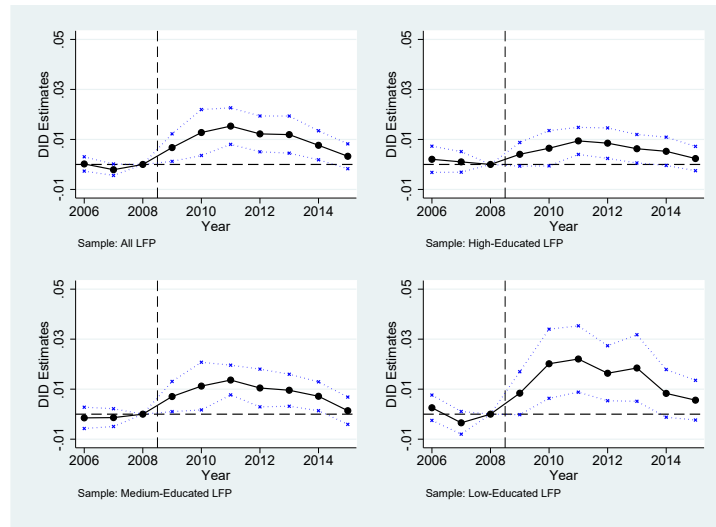 .05
.03
.01
-.01
DID Estimates
2006 2008 2010 2012 2014
Year
Sample: All LFP
.05
.03
.01
-.01
DID Estimates
2006 2008 2010 2012 2014
Year
Sample: High-Educated LFP
.05
.03
.01
-.01
DID Estimates
2006 2008 2010 2012 2014
Year
Sample: Medium-Educated LFP
.05
.03
.01
-.01
DID Estimates
2006 2008 2010 2012 2014
Year
Sample: Low-Educated LFP